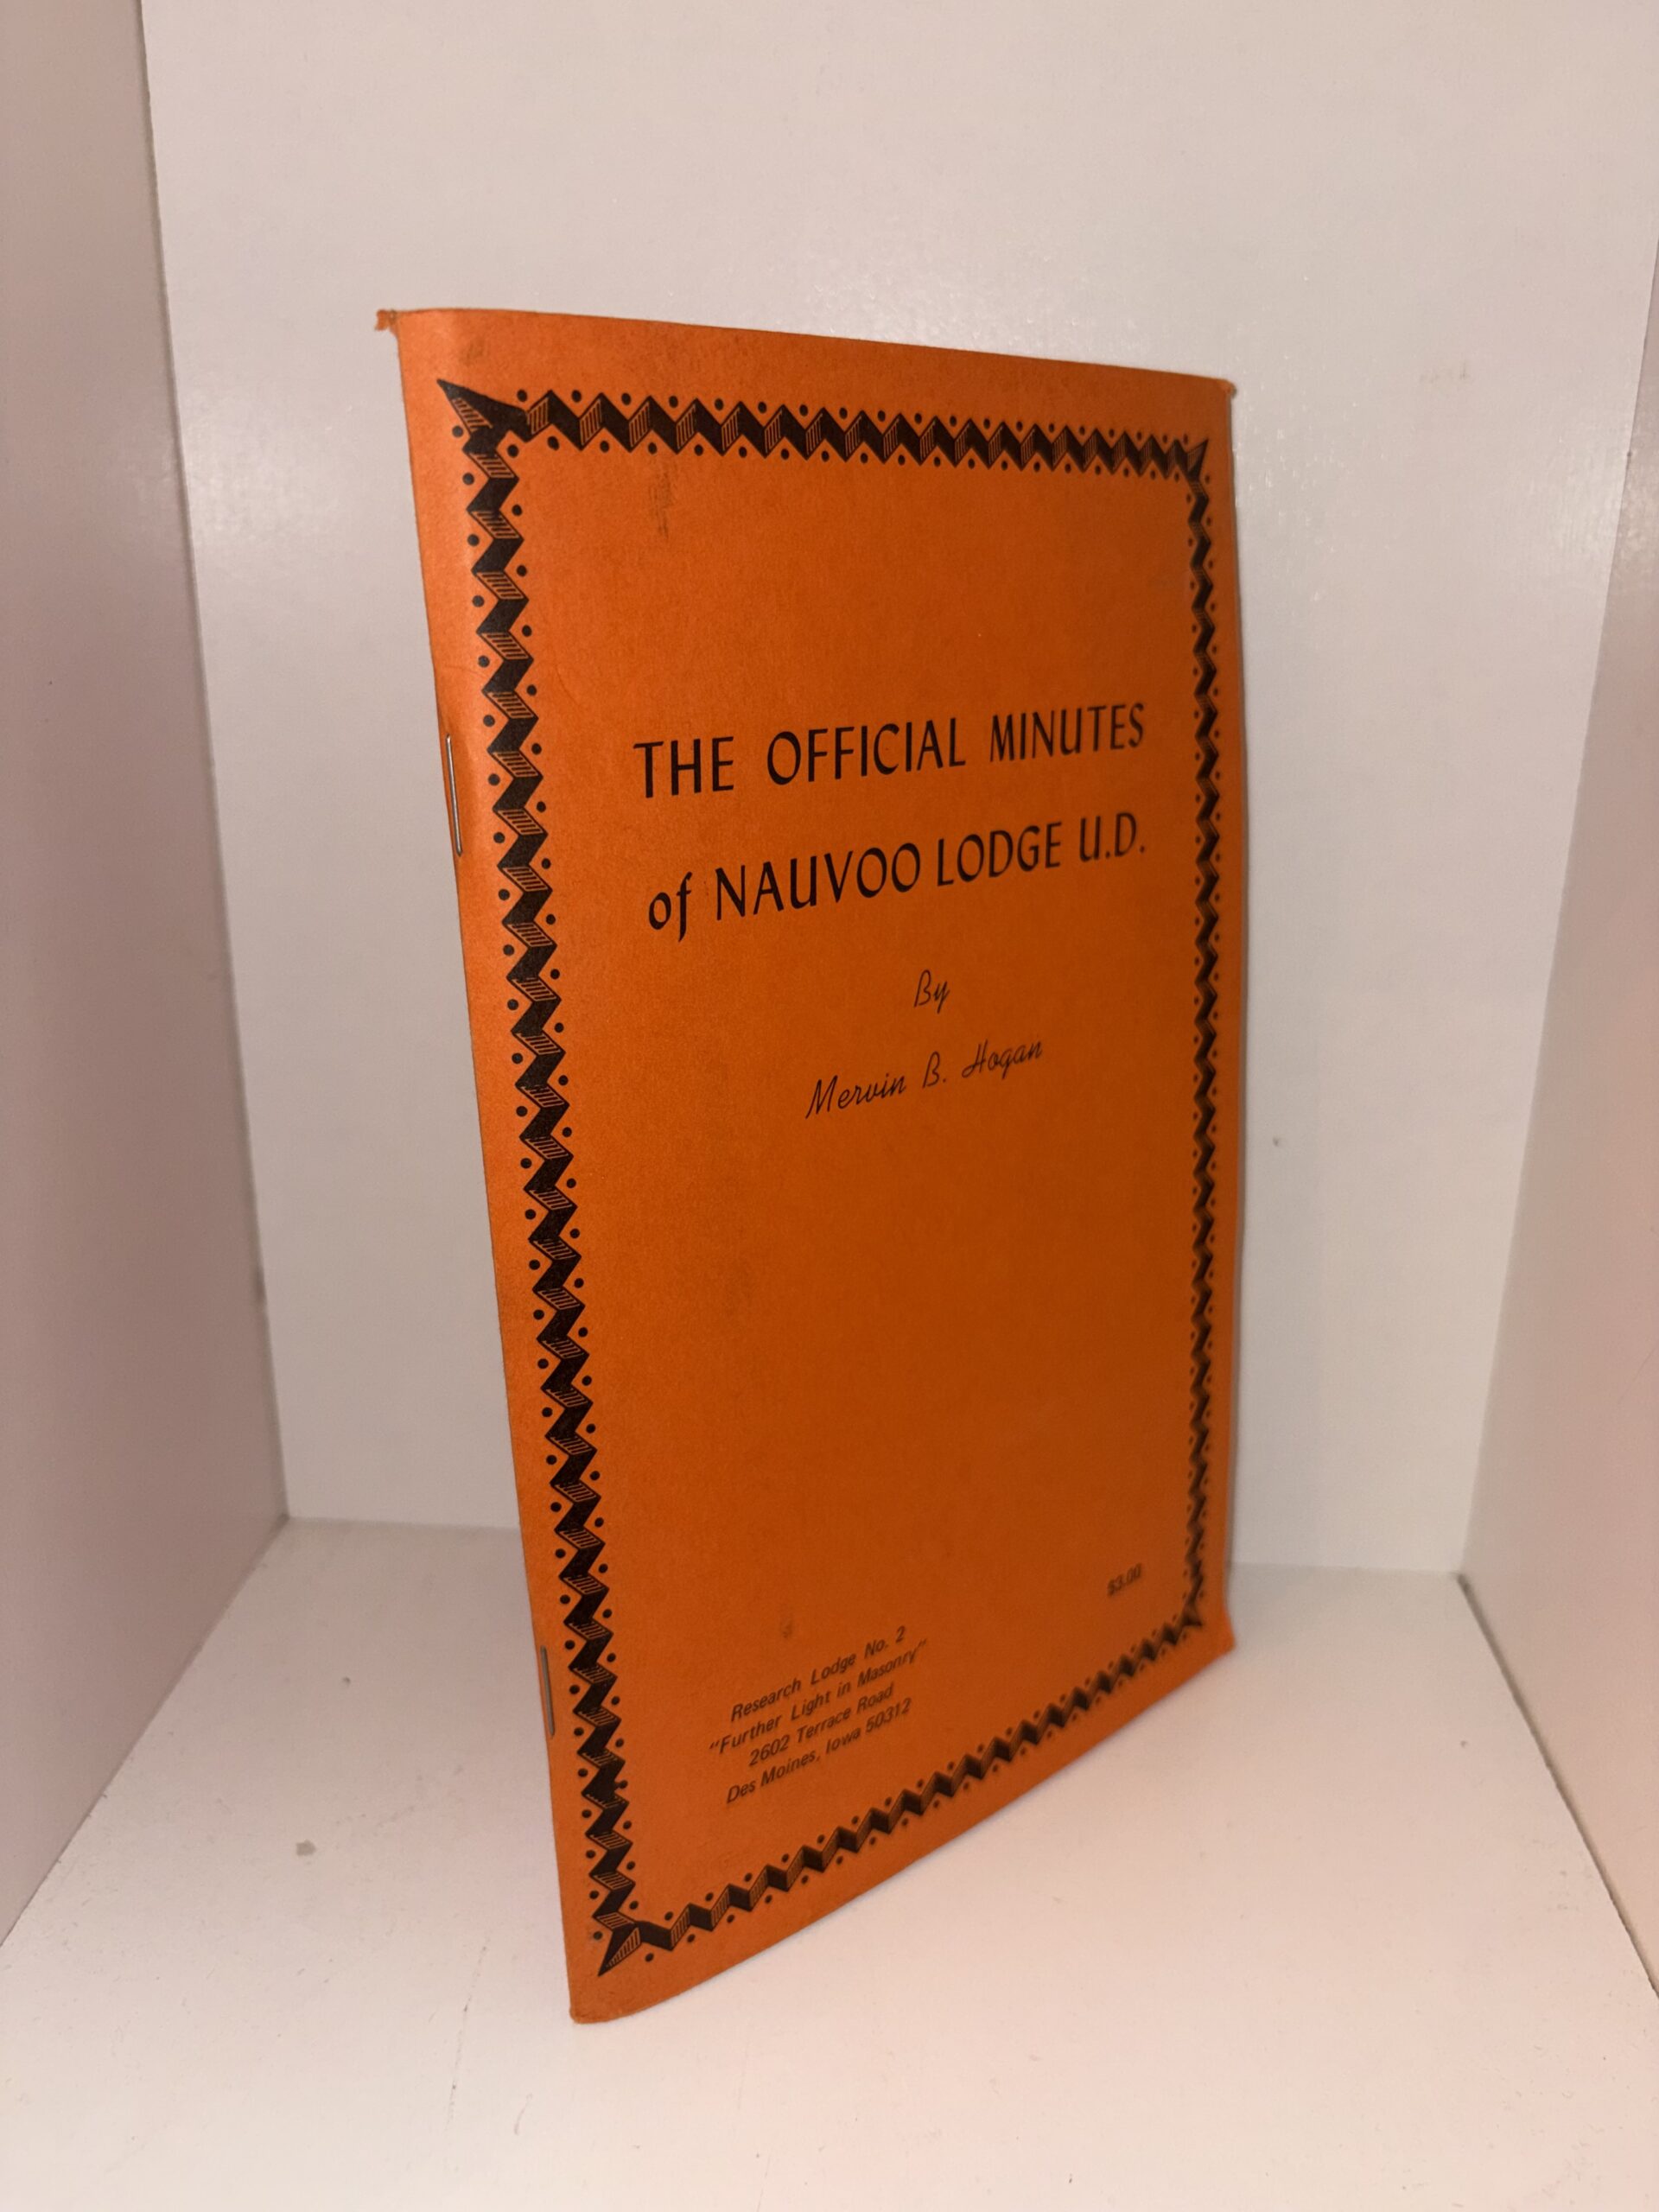 THE OFFICIAL MINUTES
of NAUVOO LODGE U.D.
By
Mervin B. Hogan
$3.00
Research Lodge No. 2
"Further Light in Masonry"
2602 Terrace Road
Des Moines, Iowa 50312